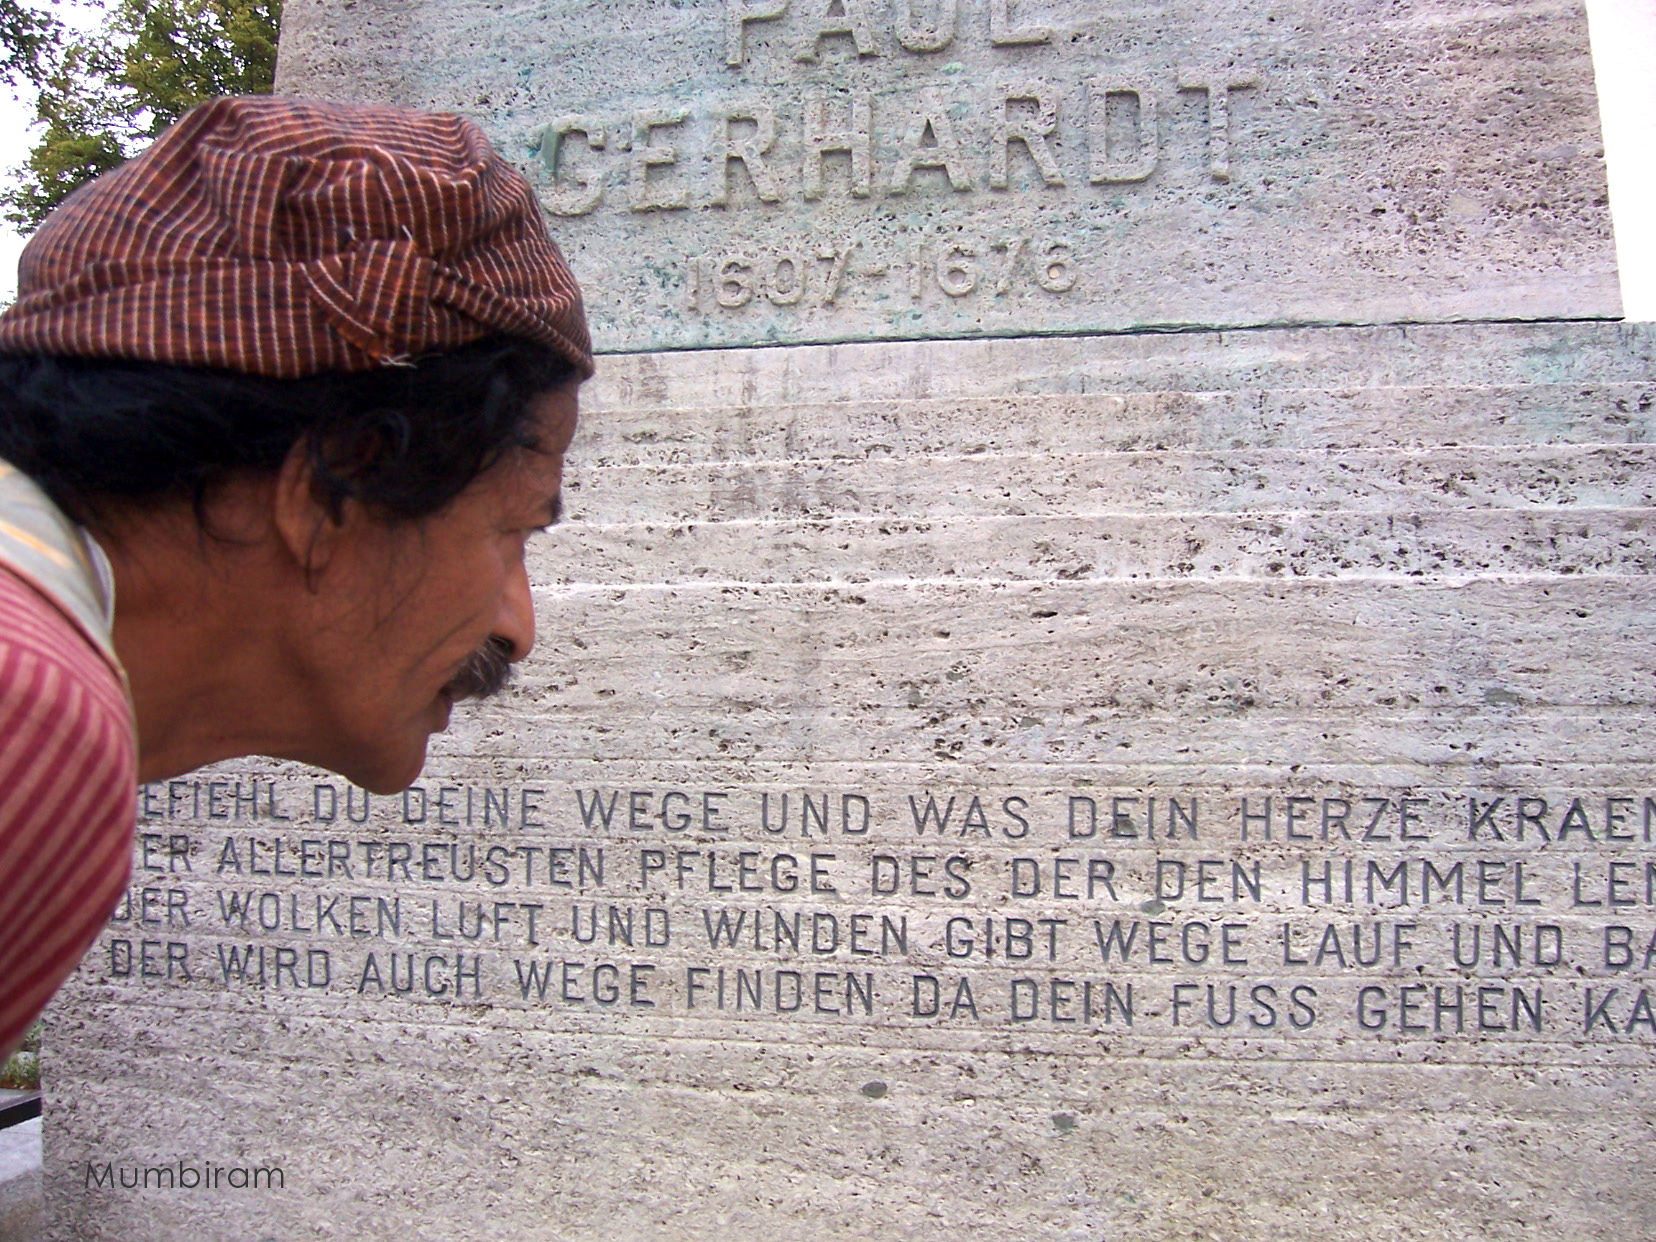 PAUL
GERHARDT
1607-1676
EFIEHL DU DEINE WEGE UND WAS DEIN HERZE KRAEN
ER ALLERTREUSTEN PFLEGE DES DER DEN HIMMEL LEN
DER WOLKEN LUFT UND WINDEN GIBT WEGE LAUF UND BA
DER WIRD AUCH WEGE FINDEN DA DEIN FUSS GEHEN KA
Mumbiram